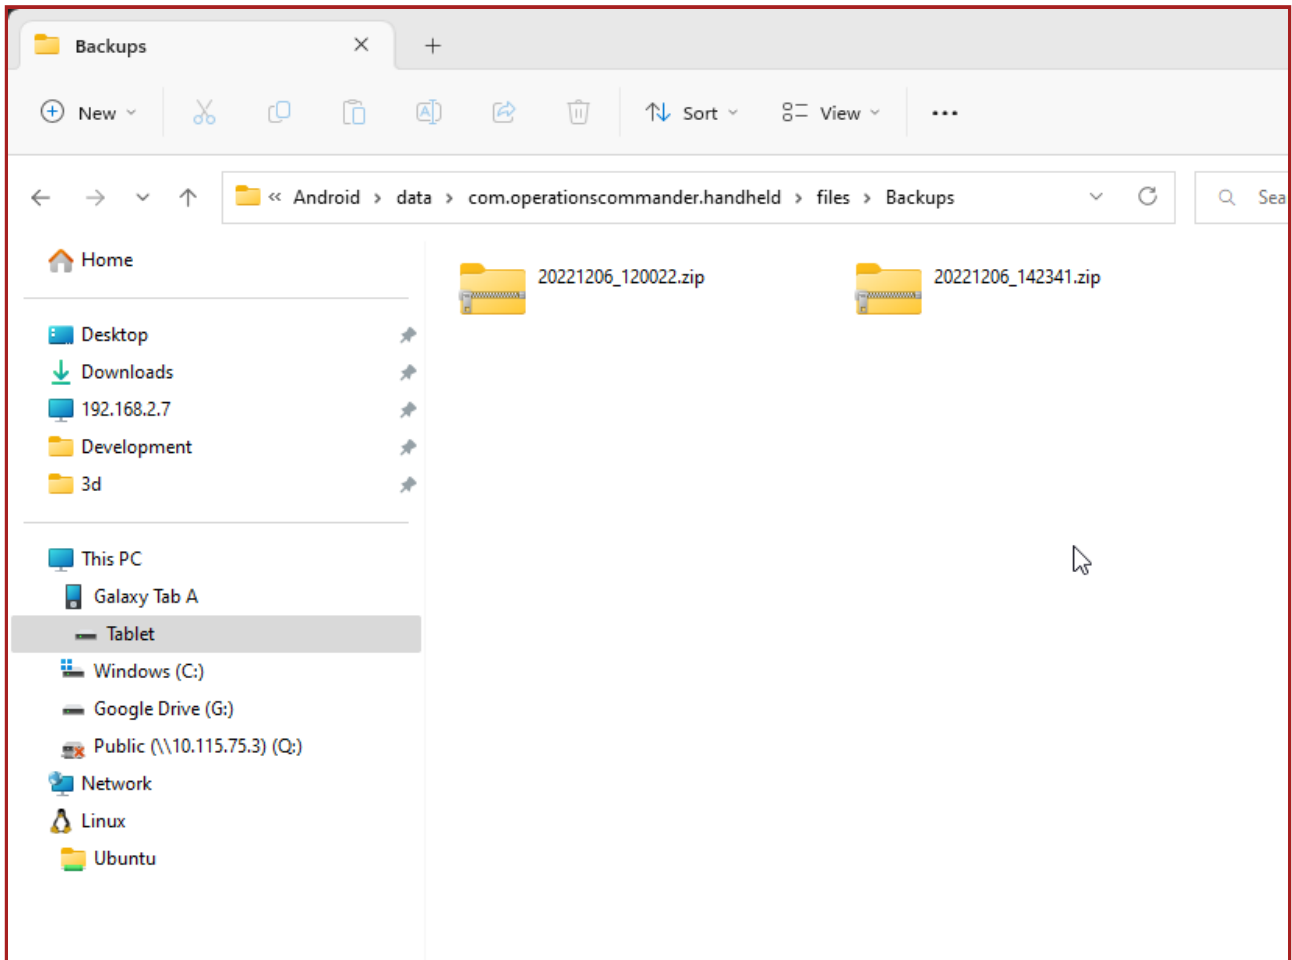 Backups
New
Sort
View
Android > data > com.operationscommander.handheld > files > Backups
Sea
Home
20221206_120022.zip
20221206_142341.zip
Desktop
Downloads
192.168.2.7
Development
3d
This PC
Galaxy Tab A
Tablet
Windows (C:)
Google Drive (G:)
Public (\\10.115.75.3) (Q:)
Network
Linux
Ubuntu